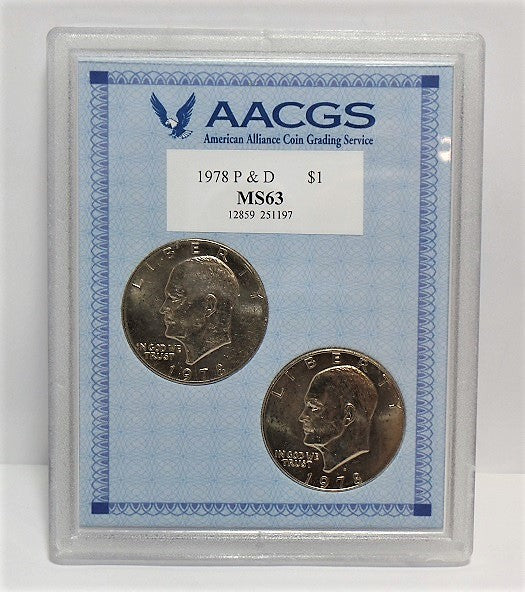 AACGS
American Alliance Coin Grading Service
1978 P & D $1
MS63
12859 251197
LIBERTY
IN GOD WE
TRUST
1978
LIBERTY
IN GOD WE
TRUST
D
1978